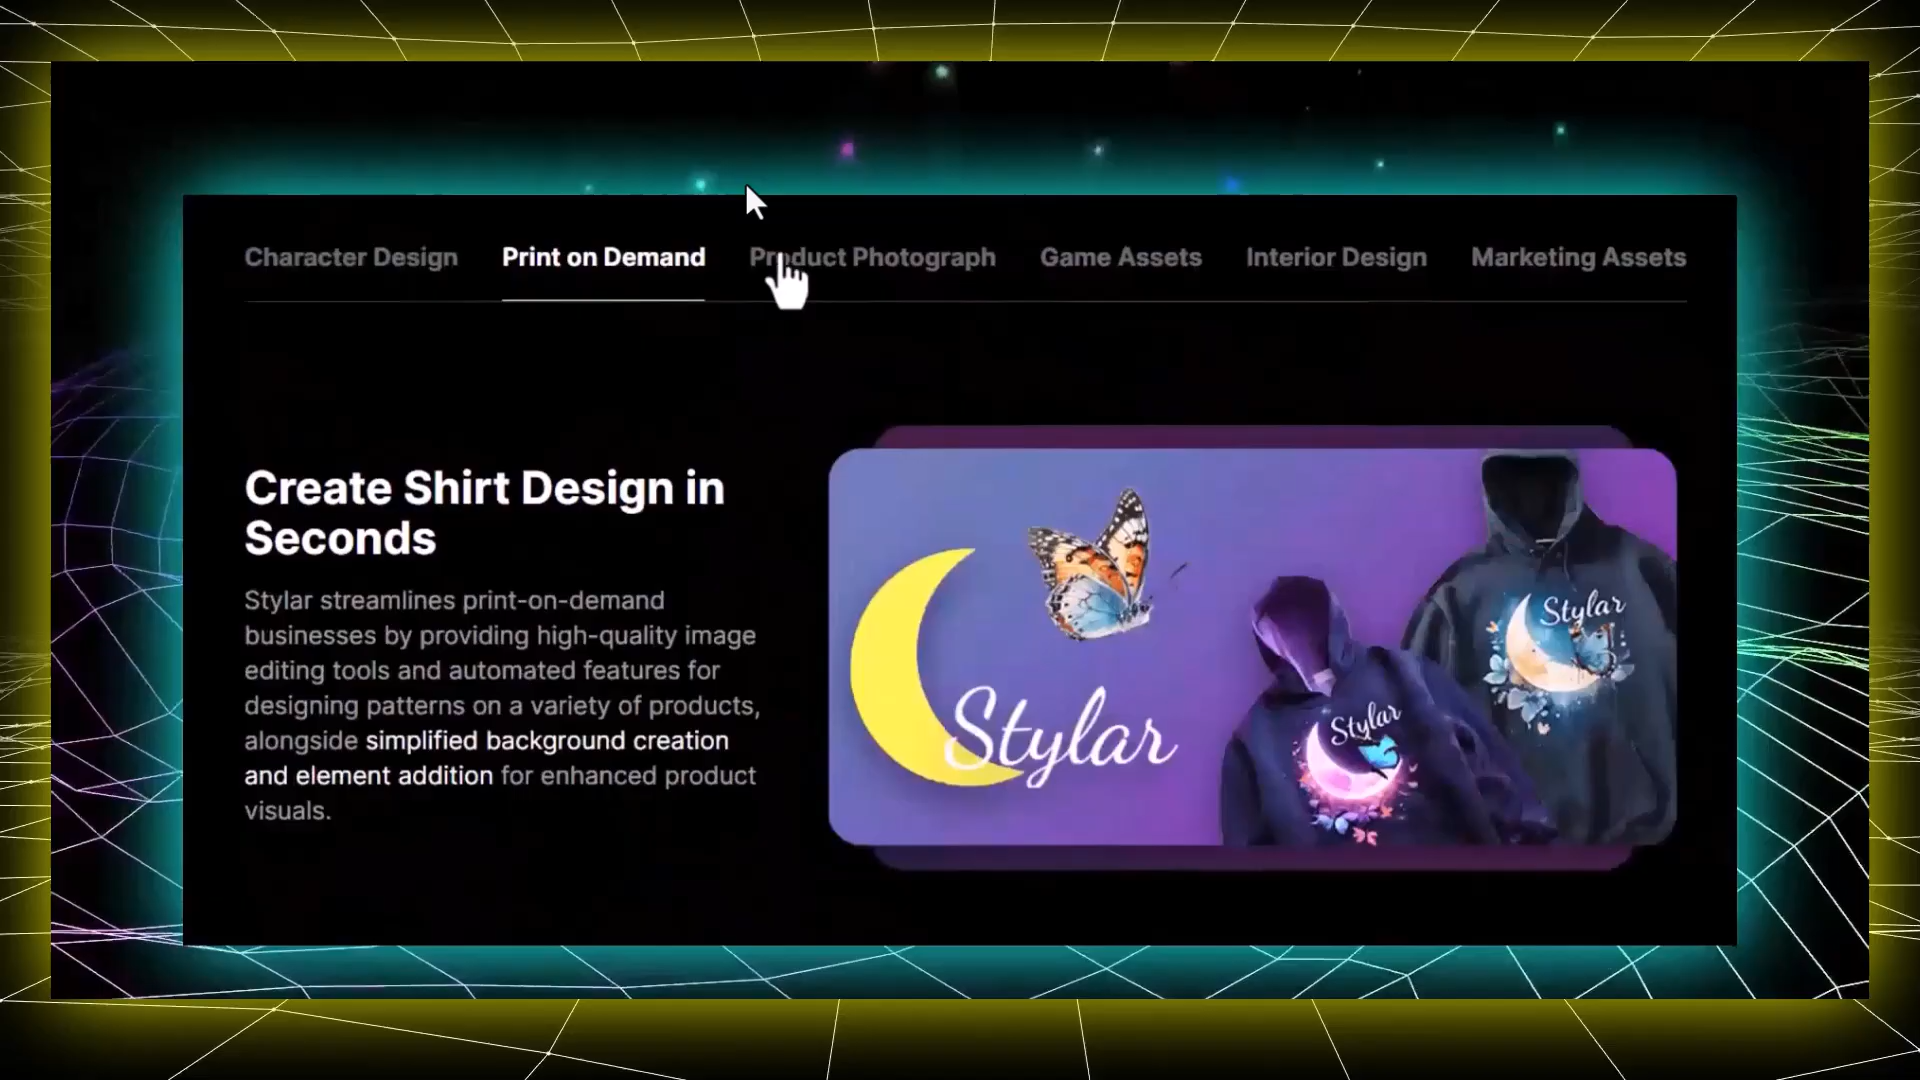 Character Design Print on Demand Product Photograph Game Assets Interior Design Marketing Assets
Create Shirt Design in
Seconds
Stylar streamlines print-on-demand
businesses by providing high-quality image
editing tools and automated features for
designing patterns on a variety of products,
alongside simplified background creation
and element addition for enhanced product
visuals.
Stylar
Stylar
Stylar